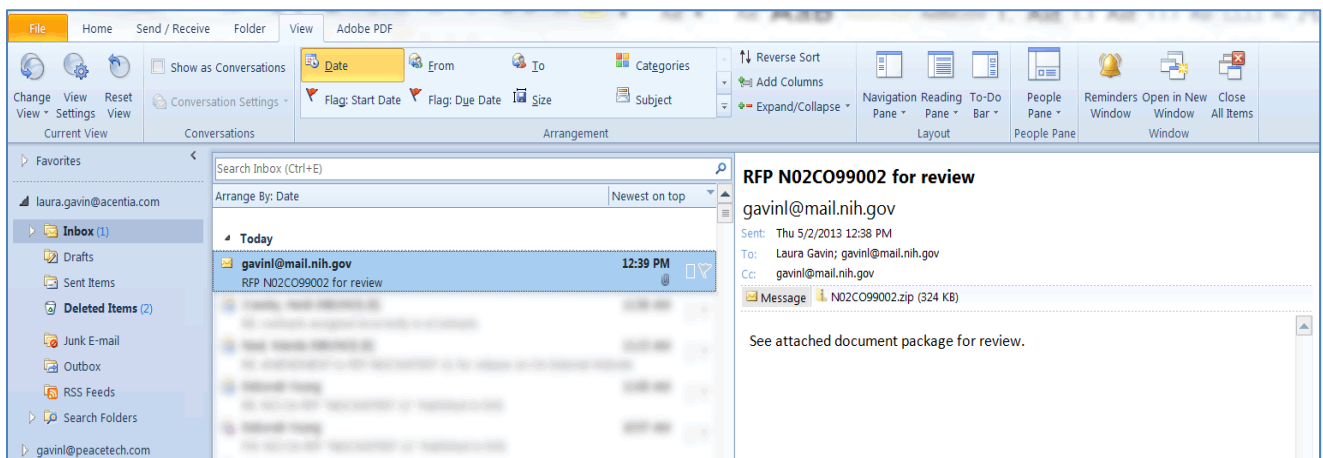 File Home Send / Receive Folder View Adobe PDF
Change View View Settings Reset View
Current View
Show as Conversations
Conversation Settings
Conversations
Date From To Categories
Flag: Start Date Flag: Due Date Size Subject
Arrangement
Reverse Sort
Add Columns
Expand/Collapse
Navigation Pane Reading Pane To-Do Bar
Layout
People Pane
People Pane
Reminders Window Open in New Window Close All Items
Window
Favorites
laura.gavin@acentia.com
Inbox (1)
Drafts
Sent Items
Deleted Items (2)
Junk E-mail
Outbox
RSS Feeds
Search Folders
gavinl@peacetech.com
Search Inbox (Ctrl+E)
Arrange By: Date Newest on top
Today
gavinl@mail.nih.gov 12:39 PM
RFP N02CO99002 for review
RFP N02CO99002 for review
gavinl@mail.nih.gov
Sent: Thu 5/2/2013 12:38 PM
To: Laura Gavin; gavinl@mail.nih.gov
Cc: gavinl@mail.nih.gov
Message N02CO99002.zip (324 KB)
See attached document package for review.